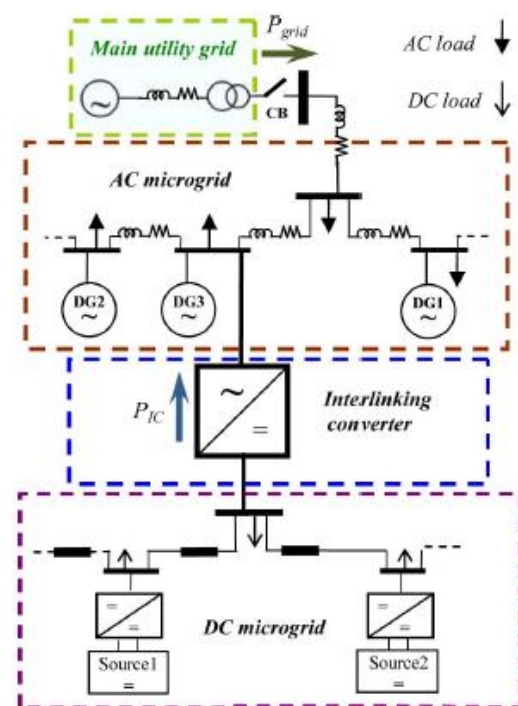 Main utility grid
P_grid
~
CB
AC load
DC load
AC microgrid
DG2
~
DG3
~
DG1
~
P_IC
~
=
Interlinking
converter
=
=
=
=
DC microgrid
Source1
=
Source2
=